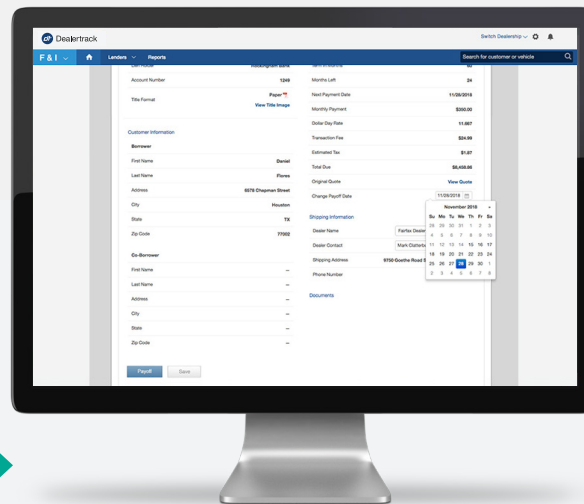 Dealertrack
Switch Dealership
F & I
Lenders
Reports
Search for customer or vehicle
Account Number 1249
Title Format Paper
View Title Image
Customer Information
Borrower
First Name Daniel
Last Name Flores
Address 6578 Chapman Street
City Houston
State TX
Zip Code 77002
Co-Borrower
First Name --
Last Name --
Address --
City --
State --
Zip Code --
Payoff Save
Months Left 24
Next Payment Date 11/26/2018
Monthly Payment $350.00
Dollar Day Rate 11.997
Transaction Fee $24.99
Estimated Tax $1.87
Total Due $8,458.86
Original Quote View Quote
Change Payoff Date 11/28/2018
November 2018
Su Mo Tu We Th Fr Sa
28 29 30 31 1 2 3
4 5 6 7 8 9 10
11 12 13 14 15 16 17
18 19 20 21 22 23 24
25 26 27 28 29 30 1
2 3 4 5 6 7 8
Shipping Information
Dealer Name Fairfax Dealer
Dealer Contact Mark Clatterb
Shipping Address 6750 Goethe Road S
Phone Number
Documents